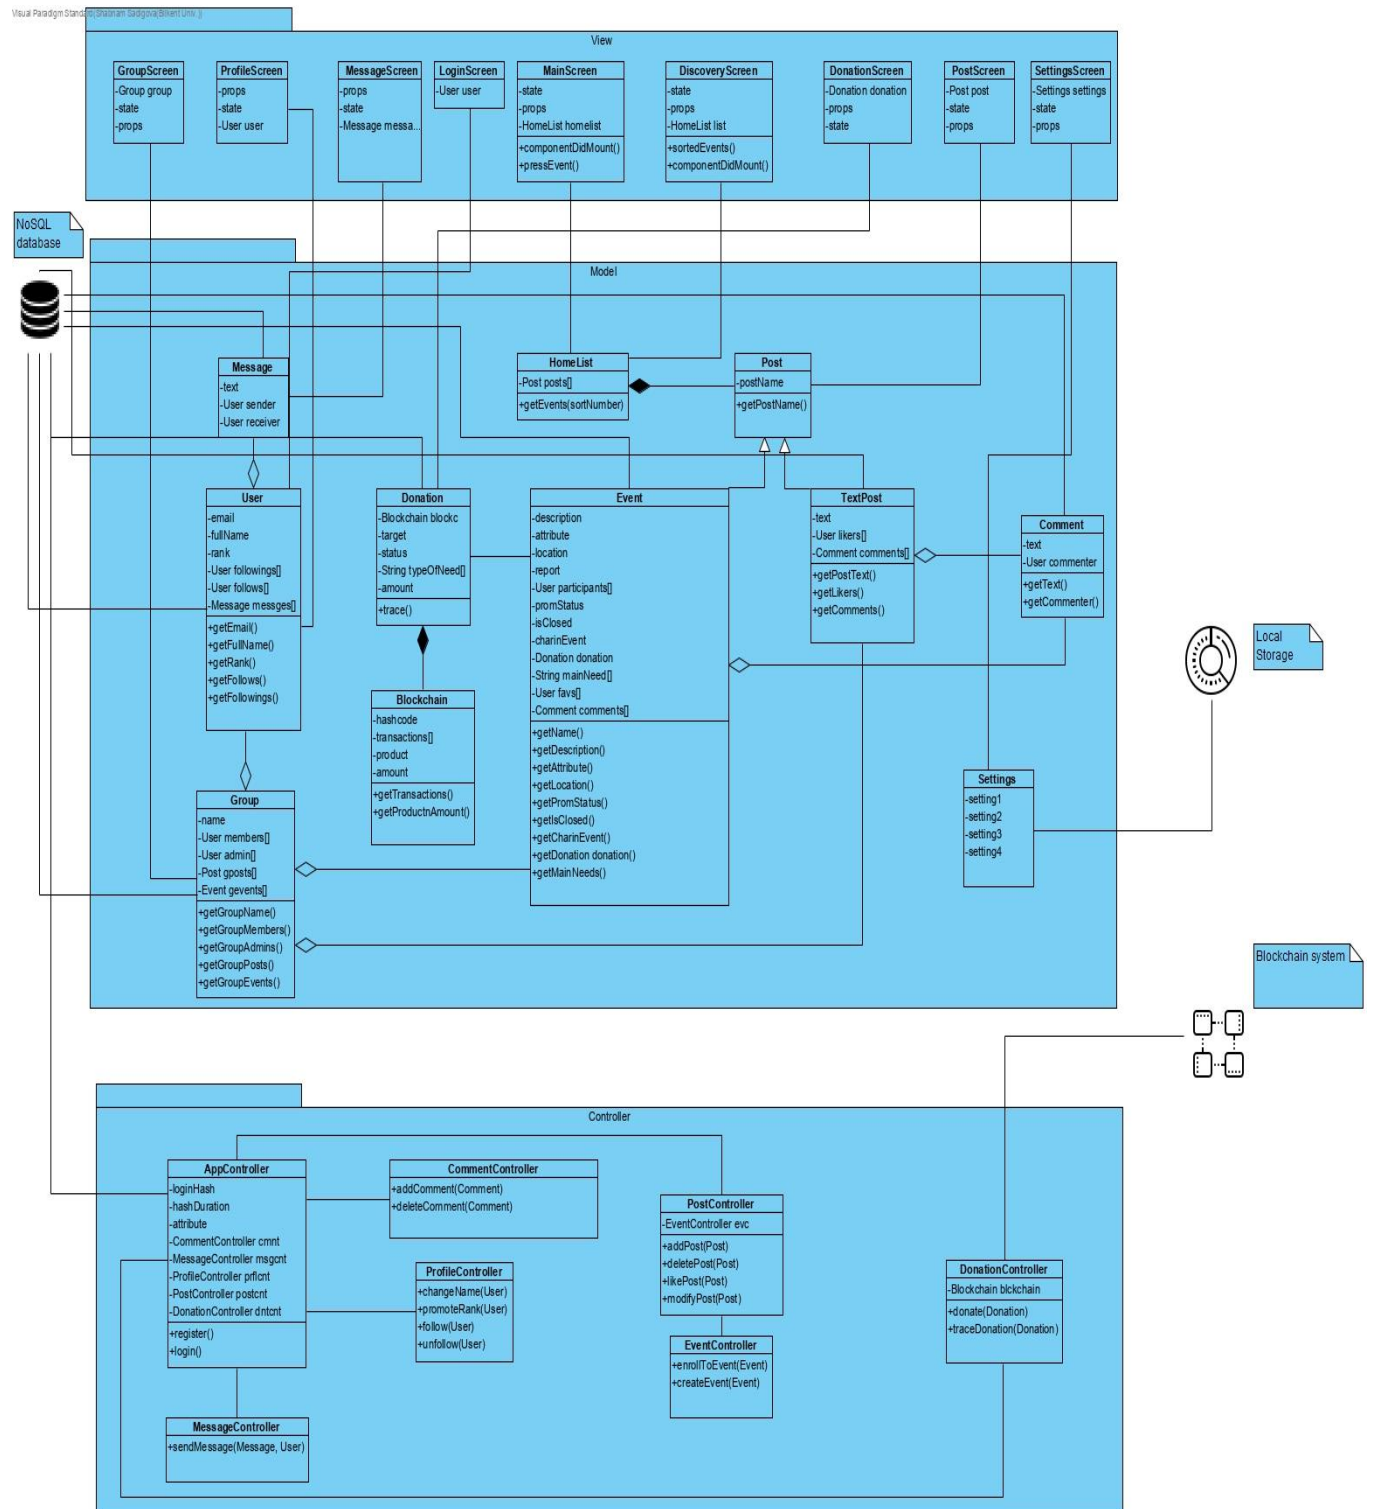 Visual Paradigm Standard(Shabnam Sadigova(Bilkent Univ.))
View
GroupScreen
-Group group
-state
-props
ProfileScreen
-props
-state
-User user
MessageScreen
-props
-state
-Message messa...
LoginScreen
-User user
MainScreen
-state
-props
-HomeList homelist
+componentDidMount()
+pressEvent()
DiscoveryScreen
-state
-props
-HomeList list
+sortedEvents()
+componentDidMount()
DonationScreen
-Donation donation
-props
-state
PostScreen
-Post post
-state
-props
SettingsScreen
-Settings settings
-state
-props
NoSQL
database
Model
Message
-text
-User sender
-User receiver
HomeList
-Post posts[]
+getEvents(sortNumber)
Post
-postName
+getPostName()
User
-email
-fullName
-rank
-User followings[]
-User follows[]
-Message messges[]
+getEmail()
+getFullName()
+getRank()
+getFollows()
+getFollowings()
Donation
-Blockchain blockc
-target
-status
-String typeOfNeed[]
-amount
+trace()
Event
-description
-attribute
-location
-report
-User participants[]
-promStatus
-isClosed
-charinEvent
-Donation donation
-String mainNeed[]
-User favs[]
-Comment comments[]
+getName()
+getDescription()
+getAttribute()
+getLocation()
+getPromStatus()
+getIsClosed()
+getCharinEvent()
+getDonation donation()
+getMainNeeds()
TextPost
-text
-User likers[]
-Comment comments[]
+getPostText()
+getLikers()
+getComments()
Comment
-text
-User commenter
+getText()
+getCommenter()
Local
Storage
Blockchain
-hashcode
-transactions[]
-product
-amount
+getTransactions()
+getProductnAmount()
Settings
-setting1
-setting2
-setting3
-setting4
Group
-name
-User members[]
-User admin[]
-Post gposts[]
-Event gevents[]
+getGroupName()
+getGroupMembers()
+getGroupAdmins()
+getGroupPosts()
+getGroupEvents()
Blockchain system
Controller
AppController
-loginHash
-hashDuration
-attribute
-CommentController cmnt
-MessageController msgcnt
-ProfileController prflcnt
-PostController postcnt
-DonationController dntcnt
+register()
+login()
CommentController
+addComment(Comment)
+deleteComment(Comment)
ProfileController
+changeName(User)
+promoteRank(User)
+follow(User)
+unfollow(User)
PostController
-EventController evc
+addPost(Post)
+deletePost(Post)
+likePost(Post)
+modifyPost(Post)
EventController
+enrollToEvent(Event)
+createEvent(Event)
DonationController
-Blockchain blckchain
+donate(Donation)
+traceDonation(Donation)
MessageController
+sendMessage(Message, User)